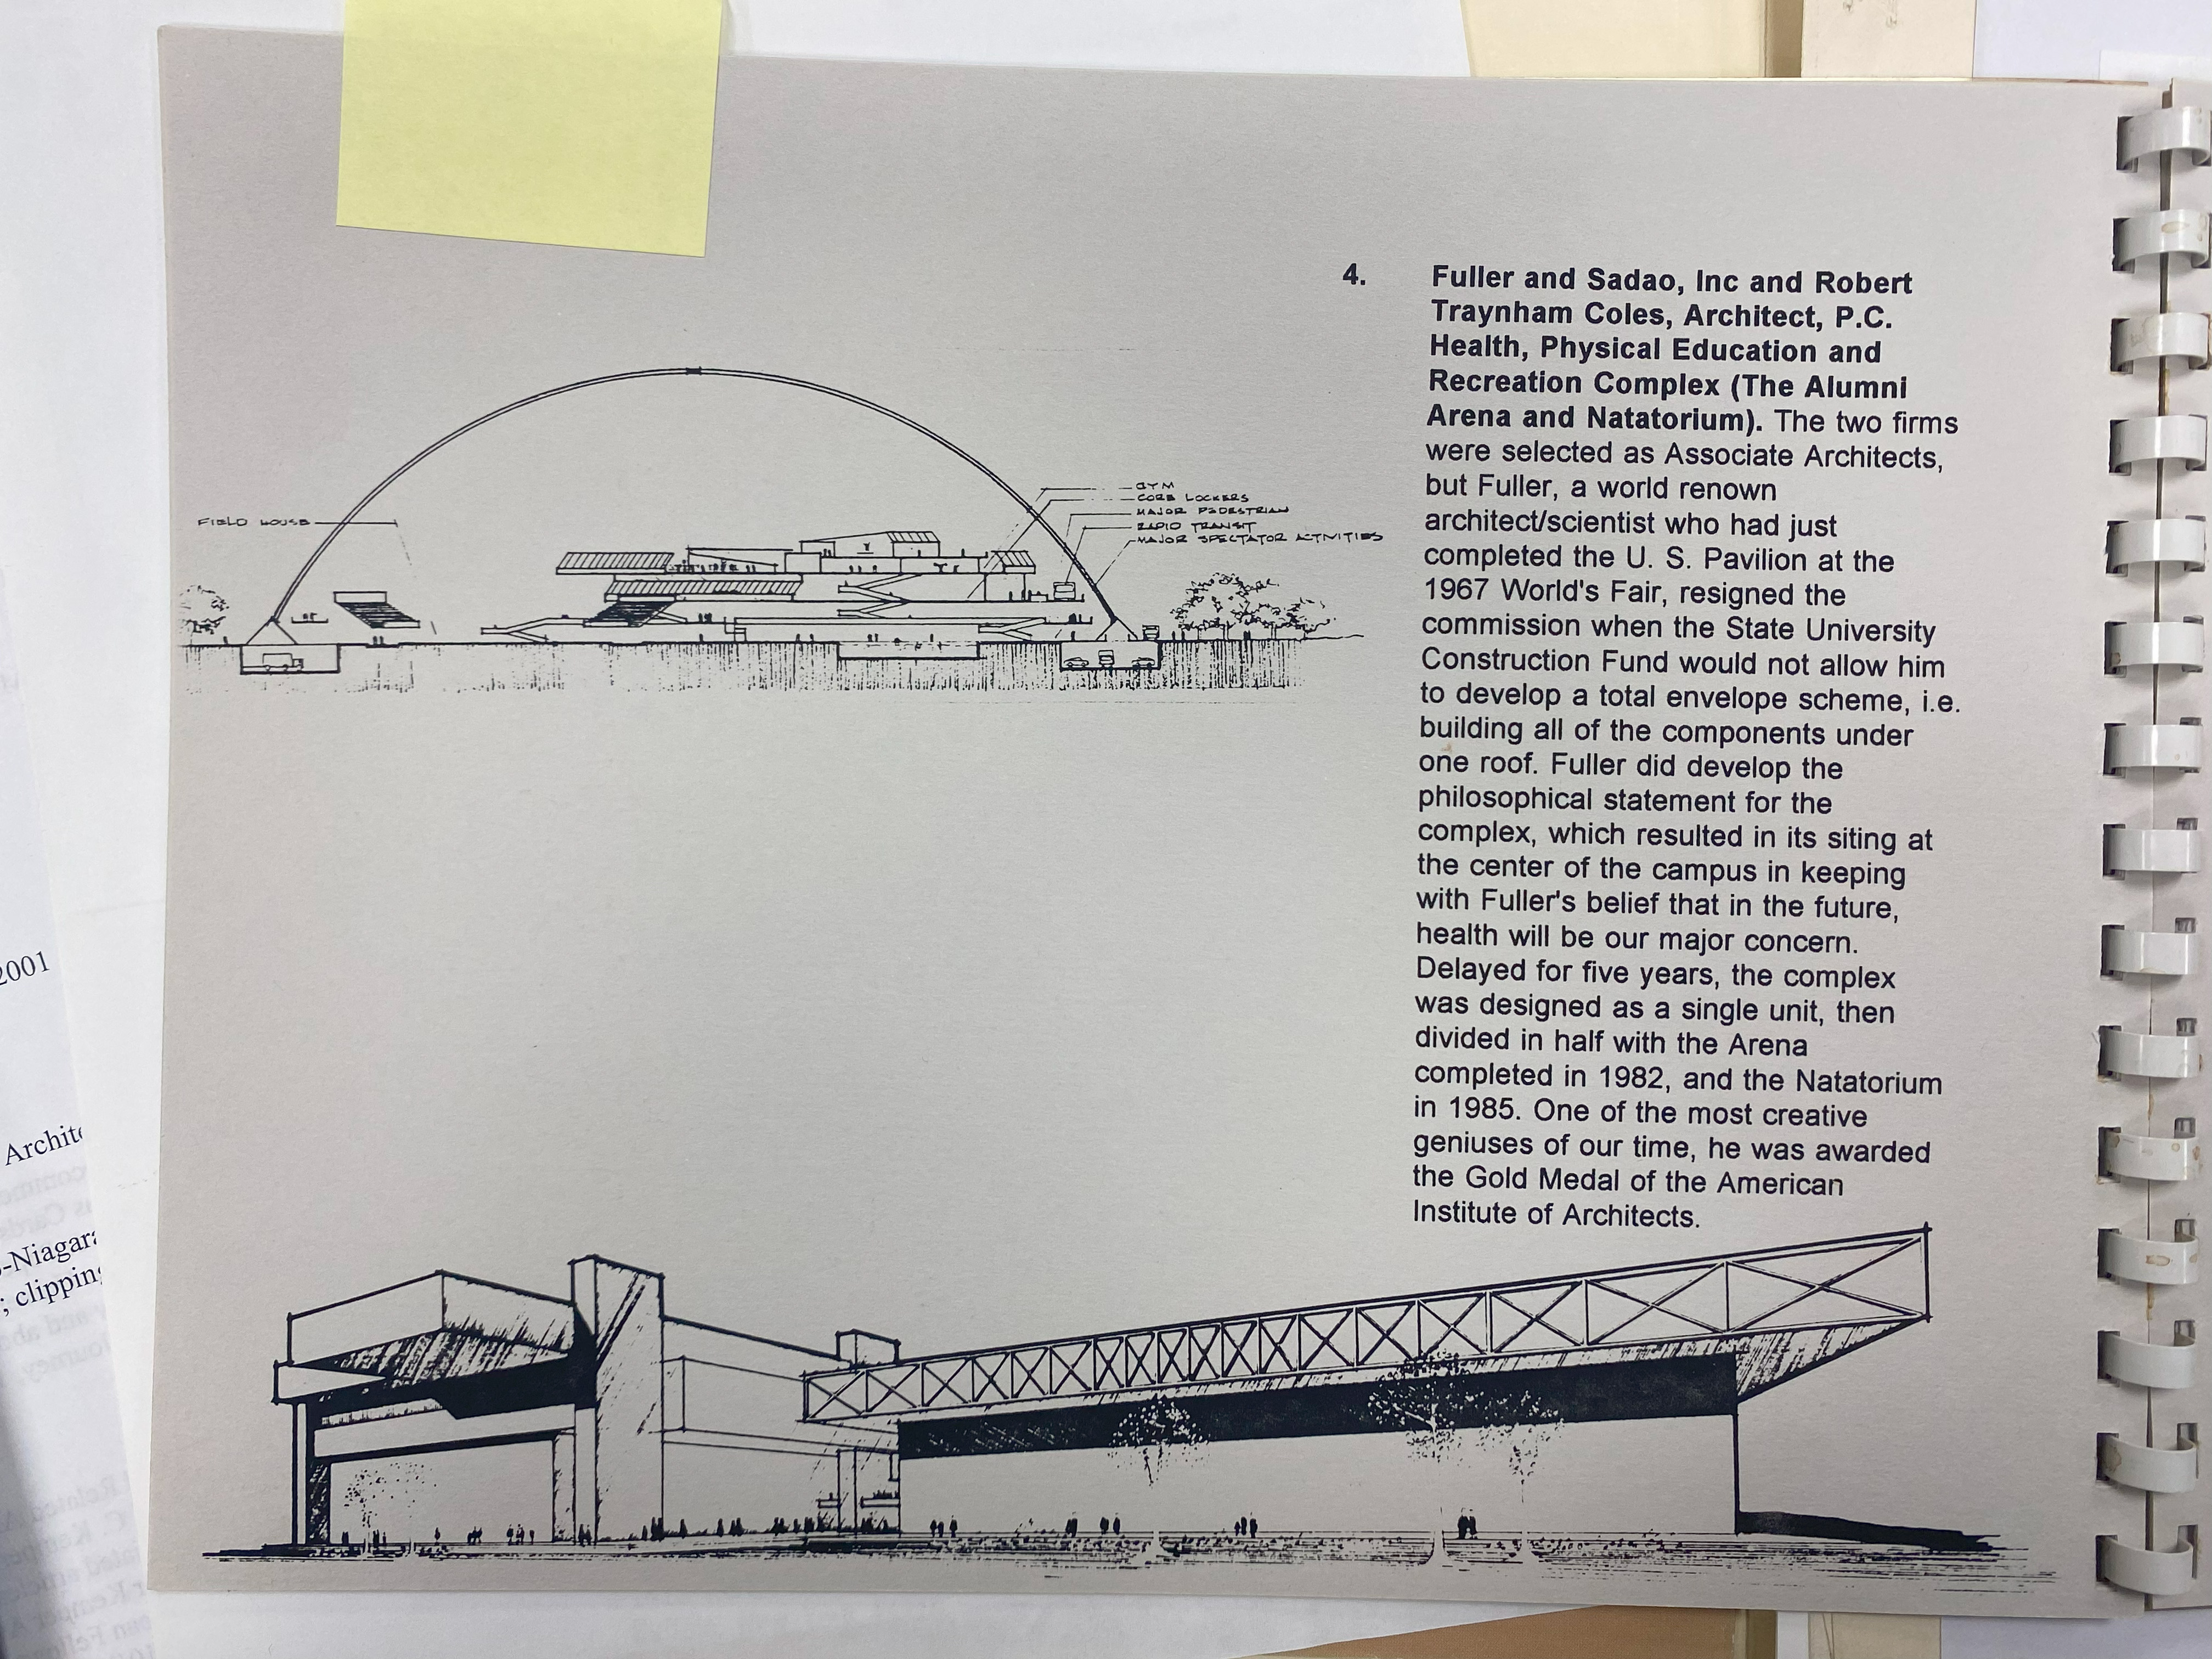 4. Fuller and Sadao, Inc and Robert
Traynham Coles, Architect, P.C.
Health, Physical Education and
Recreation Complex (The Alumni
Arena and Natatorium). The two firms
were selected as Associate Architects,
but Fuller, a world renown
architect/scientist who had just
completed the U. S. Pavilion at the
1967 World's Fair, resigned the
commission when the State University
Construction Fund would not allow him
to develop a total envelope scheme, i.e.
building all of the components under
one roof. Fuller did develop the
philosophical statement for the
complex, which resulted in its siting at
the center of the campus in keeping
with Fuller's belief that in the future,
health will be our major concern.
Delayed for five years, the complex
was designed as a single unit, then
divided in half with the Arena
completed in 1982, and the Natatorium
in 1985. One of the most creative
geniuses of our time, he was awarded
the Gold Medal of the American
Institute of Architects.
FIELD HOUSE
GYM
CORE LOCKERS
MAJOR PEDESTRIAN
RAPID TRANSIT
MAJOR SPECTATOR ACTIVITIES
2001
Archite
-Niagara
; clipping